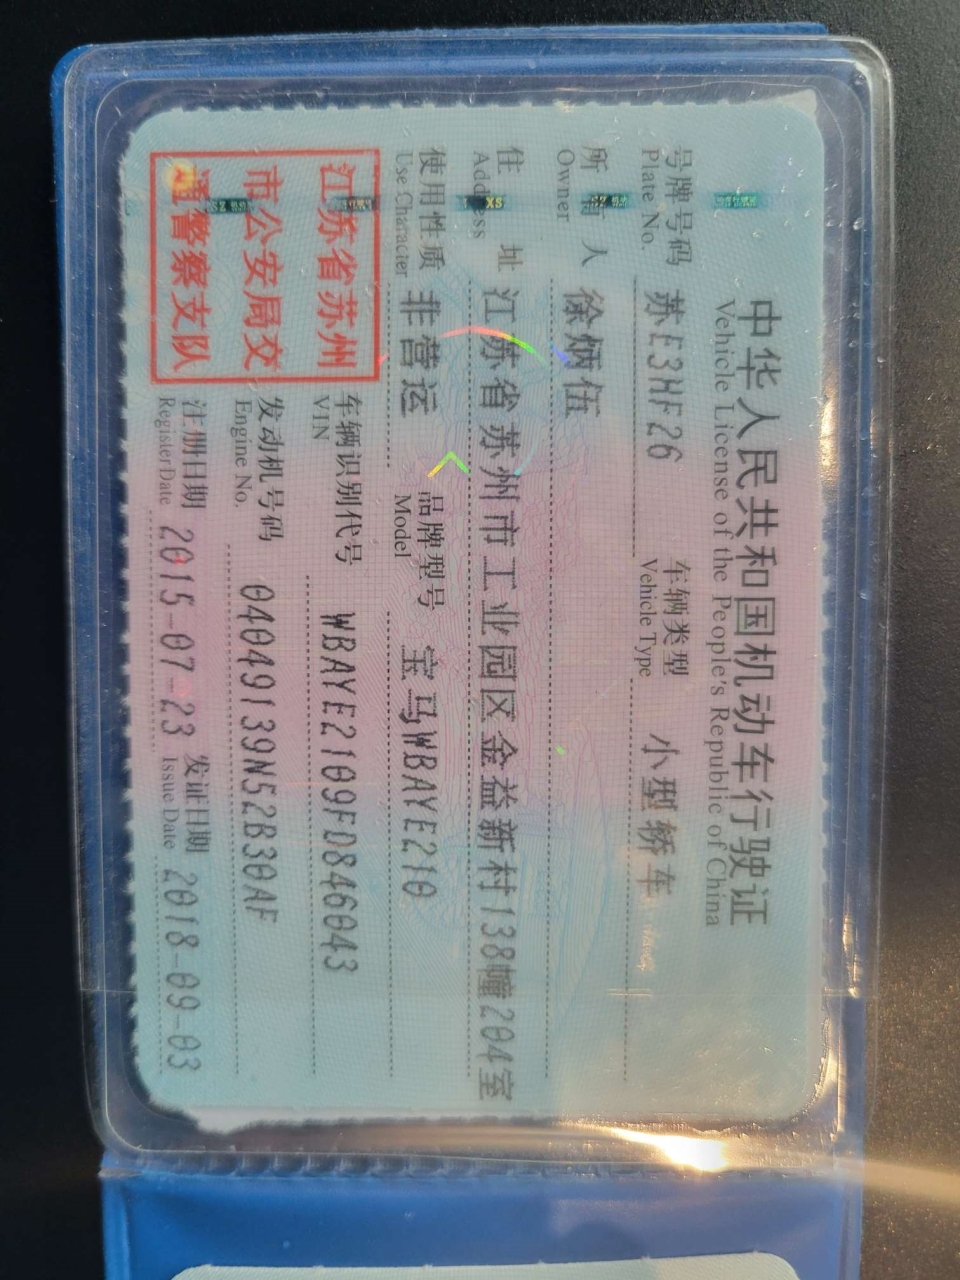 中华人民共和国机动车行驶证
Vehicle License of the People's Republic of China
号牌号码 苏E3HF26 车辆类型 小型轿车
Plate No. Vehicle Type
所有人 徐炳伍
Owner
住址 江苏省苏州市工业园区金益新村138幢204室
Address
使用性质 非营运 品牌型号 宝马WBAYE210
Use Character Model
江苏省苏州
市公安局交
通警察支队
车辆识别代号 WBAYE2109FD846043
VIN
发动机号码 04049139N52B30AF
Engine No.
注册日期 2015-07-23 发证日期 2018-09-03
Register Date Issue Date